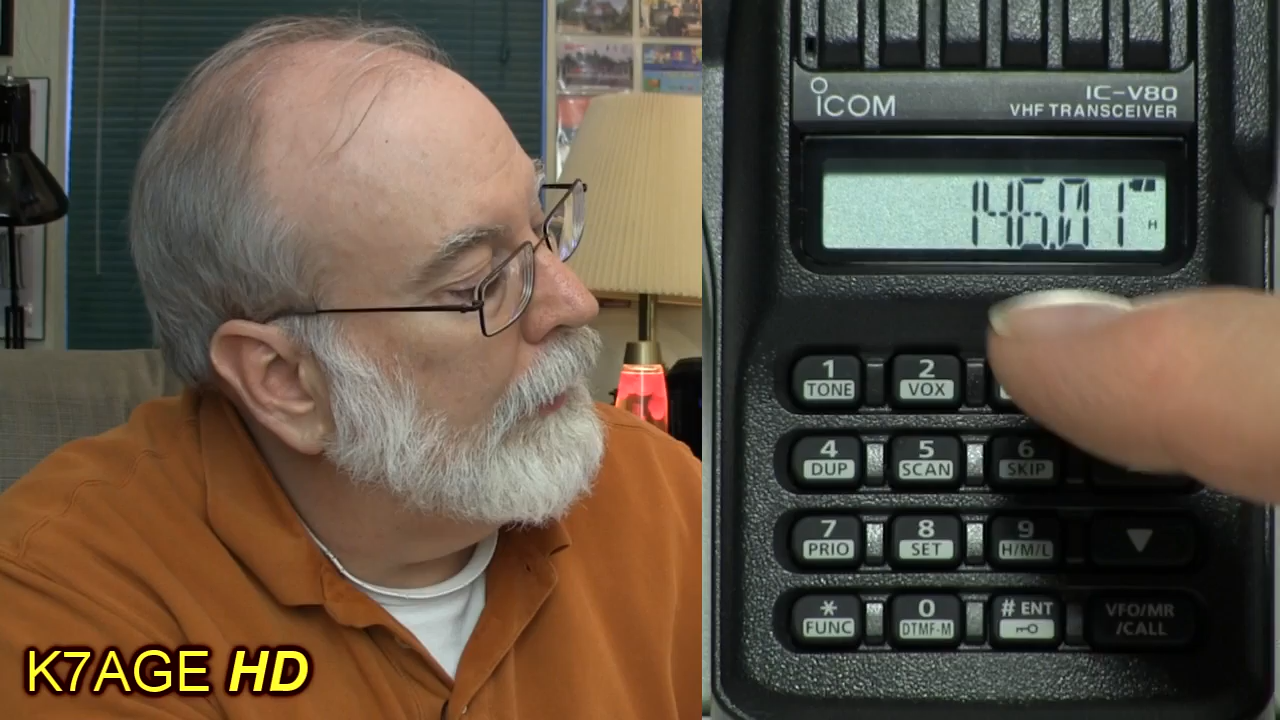 ICOM
IC-V80
VHF TRANSCEIVER
146.01
H
1
TONE
2
VOX
4
DUP
5
SCAN
6
SKIP
7
PRIO
8
SET
9
H/M/L
*
FUNC
0
DTMF-M
# ENT
VFO/MR
/CALL
K7AGE HD